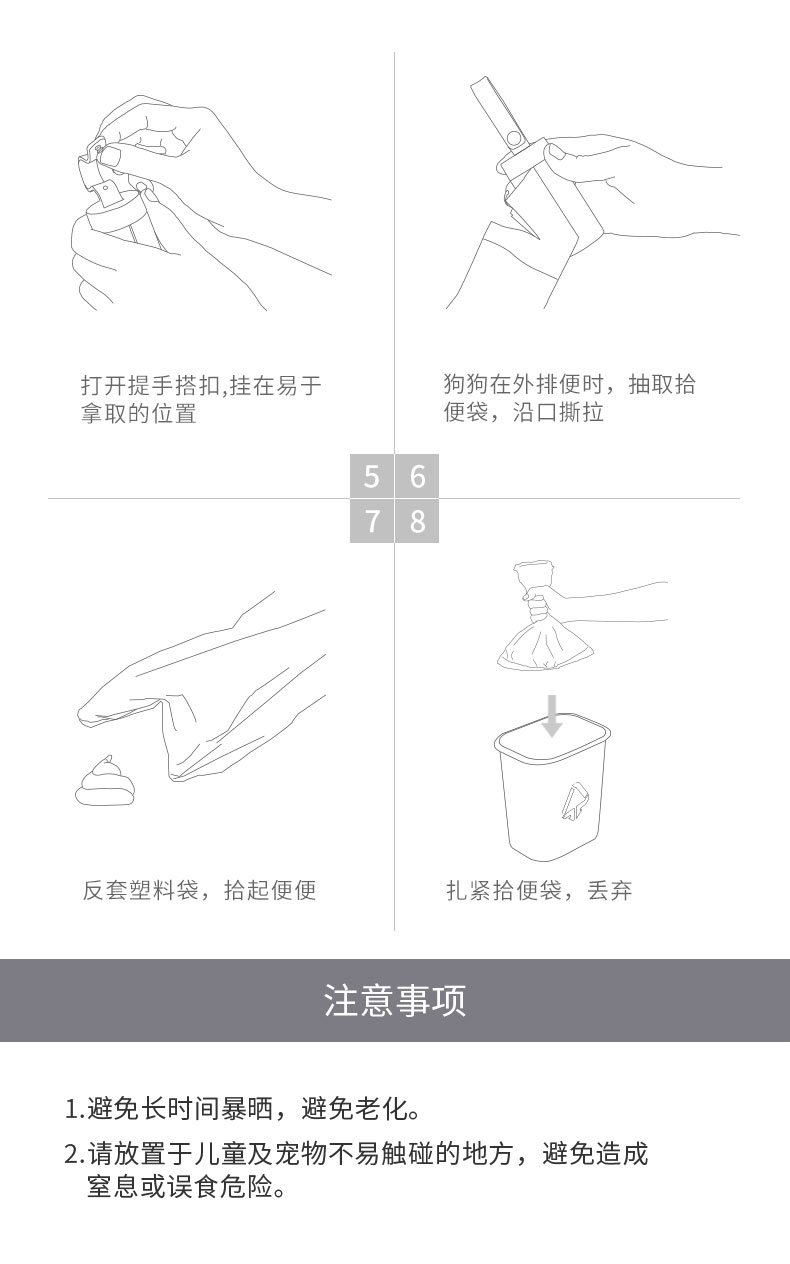 打开提手搭扣,挂在易于
拿取的位置
狗狗在外排便时，抽取拾
便袋，沿口撕拉
5
6
7
8
反套塑料袋，拾起便便
扎紧拾便袋，丢弃
注意事项
1.避免长时间暴晒，避免老化。
2.请放置于儿童及宠物不易触碰的地方，避免造成
窒息或误食危险。